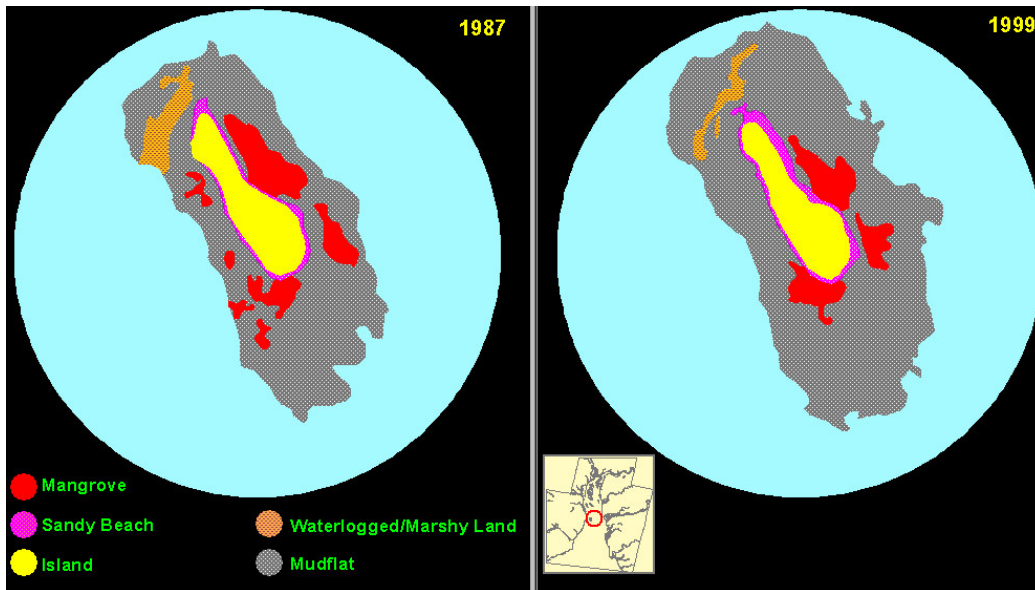 1987
1999
Mangrove
Sandy Beach
Waterlogged/Marshy Land
Island
Mudflat